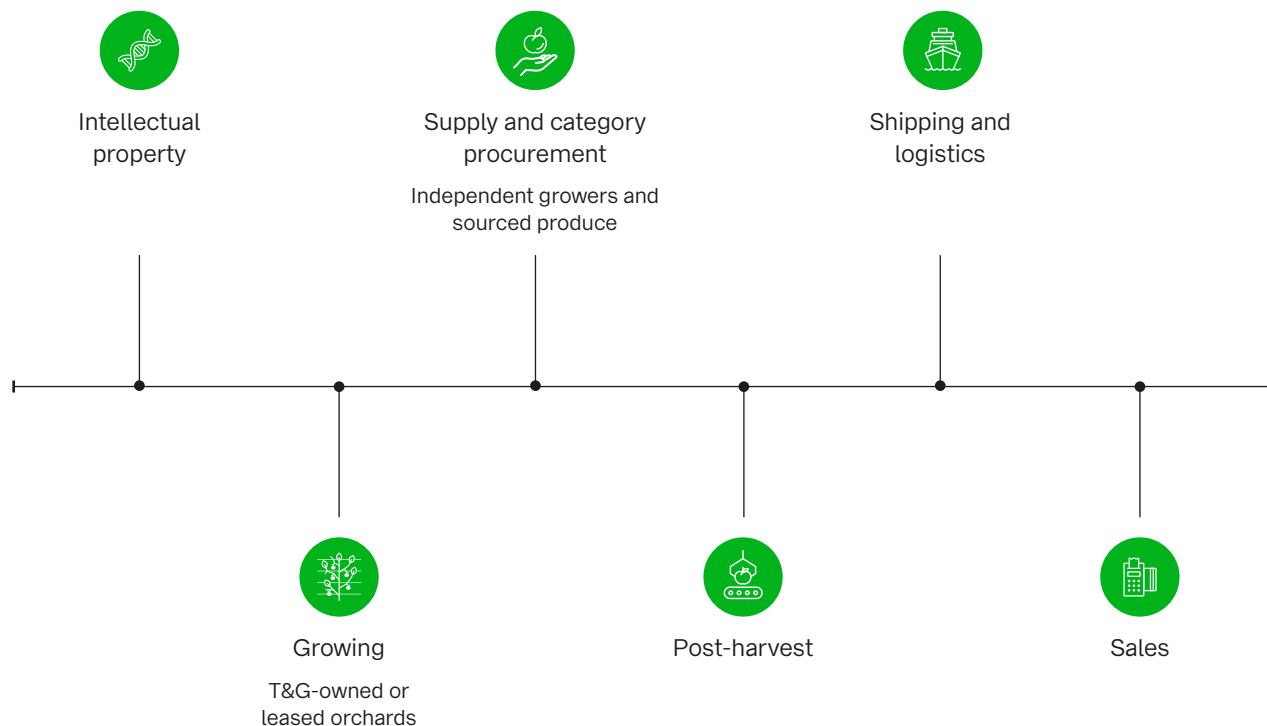 Intellectual
property
Supply and category
procurement
Independent growers and
sourced produce
Shipping and
logistics
Growing
T&G-owned or
leased orchards
Post-harvest
Sales